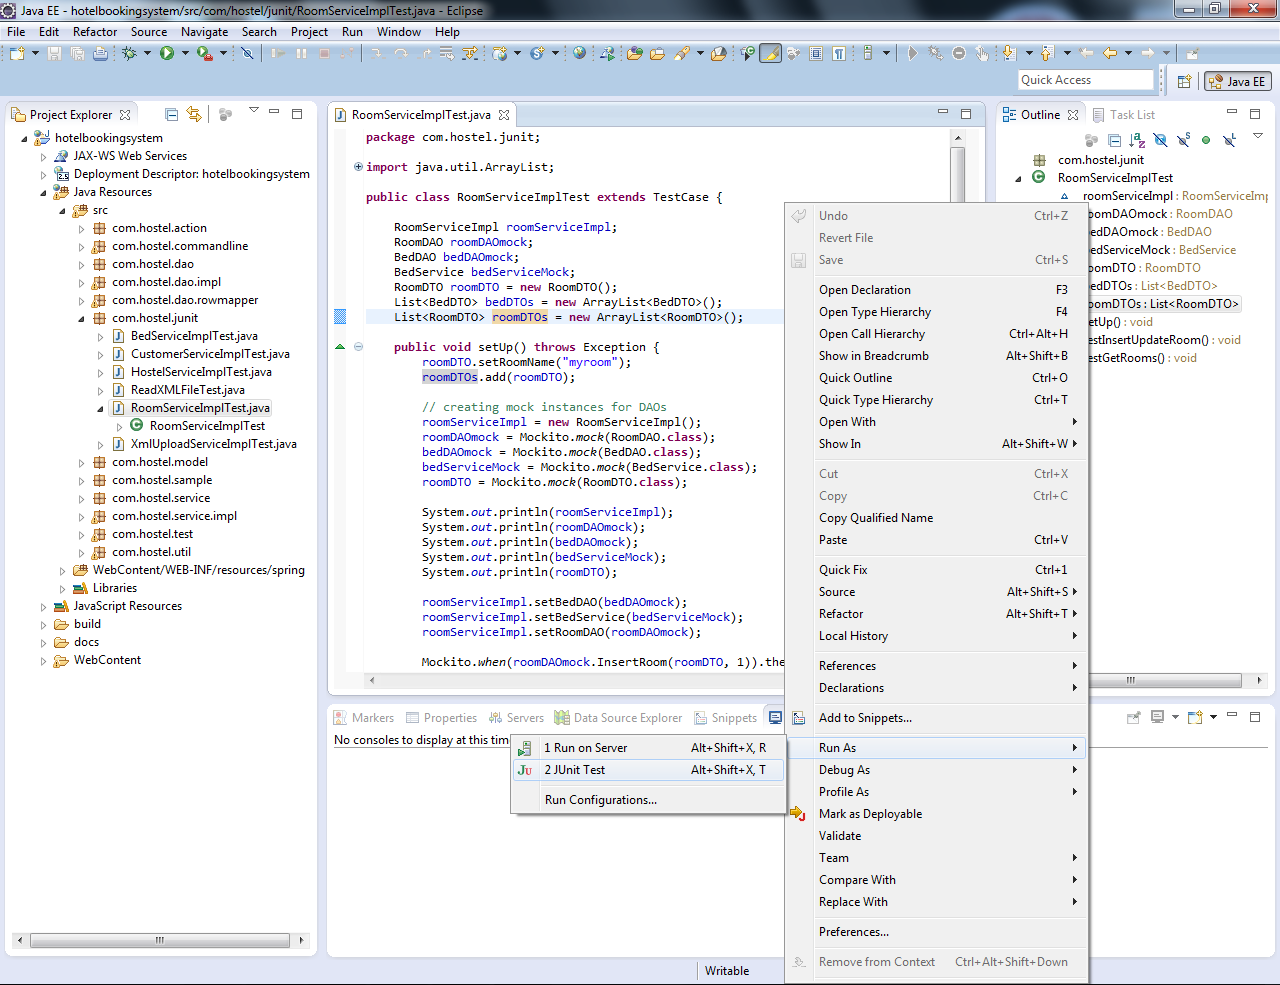 Java EE - hotelbookingsystem/src/com/hostel/junit/RoomServiceImplTest.java - Eclipse
File Edit Refactor Source Navigate Search Project Run Window Help
Quick Access
Java EE
Project Explorer
hotelbookingsystem
JAX-WS Web Services
Deployment Descriptor: hotelbookingsystem
Java Resources
src
com.hostel.action
com.hostel.commandline
com.hostel.dao
com.hostel.dao.impl
com.hostel.dao.rowmapper
com.hostel.junit
BedServiceImplTest.java
CustomerServiceImplTest.java
HostelServiceImplTest.java
ReadXMLFileTest.java
RoomServiceImplTest.java
RoomServiceImplTest
XmlUploadServiceImplTest.java
com.hostel.model
com.hostel.sample
com.hostel.service
com.hostel.service.impl
com.hostel.test
com.hostel.util
WebContent/WEB-INF/resources/spring
Libraries
JavaScript Resources
build
docs
WebContent
RoomServiceImplTest.java
package com.hostel.junit;
import java.util.ArrayList;
public class RoomServiceImplTest extends TestCase {
RoomServiceImpl roomServiceImpl;
RoomDAO roomDAOmock;
BedDAO bedDAOmock;
BedService bedServiceMock;
RoomDTO roomDTO = new RoomDTO();
List<BedDTO> bedDTOs = new ArrayList<BedDTO>();
List<RoomDTO> roomDTOs = new ArrayList<RoomDTO>();
public void setUp() throws Exception {
roomDTO.setRoomName("myroom");
roomDTOs.add(roomDTO);
// creating mock instances for DAOs
roomServiceImpl = new RoomServiceImpl();
roomDAOmock = Mockito.mock(RoomDAO.class);
bedDAOmock = Mockito.mock(BedDAO.class);
bedServiceMock = Mockito.mock(BedService.class);
roomDTO = Mockito.mock(RoomDTO.class);
System.out.println(roomServiceImpl);
System.out.println(roomDAOmock);
System.out.println(bedDAOmock);
System.out.println(bedServiceMock);
System.out.println(roomDTO);
roomServiceImpl.setBedDAO(bedDAOmock);
roomServiceImpl.setBedService(bedServiceMock);
roomServiceImpl.setRoomDAO(roomDAOmock);
Mockito.when(roomDAOmock.InsertRoom(roomDTO, 1)).the
Outline Task List
com.hostel.junit
RoomServiceImplTest
roomServiceImpl : RoomServiceImp
oomDAOmock : RoomDAO
edDAOmock : BedDAO
edServiceMock : BedService
oomDTO : RoomDTO
edDTOs : List<BedDTO>
oomDTOs : List<RoomDTO>
etUp() : void
estInsertUpdateRoom() : void
estGetRooms() : void
Undo Ctrl+Z
Revert File
Save Ctrl+S
Open Declaration F3
Open Type Hierarchy F4
Open Call Hierarchy Ctrl+Alt+H
Show in Breadcrumb Alt+Shift+B
Quick Outline Ctrl+O
Quick Type Hierarchy Ctrl+T
Open With
Show In Alt+Shift+W
Cut Ctrl+X
Copy Ctrl+C
Copy Qualified Name
Paste Ctrl+V
Quick Fix Ctrl+1
Source Alt+Shift+S
Refactor Alt+Shift+T
Local History
References
Declarations
Add to Snippets...
Run As
Debug As
Profile As
Mark as Deployable
Validate
Team
Compare With
Replace With
Preferences...
Remove from Context Ctrl+Alt+Shift+Down
Markers Properties Servers Data Source Explorer Snippets
No consoles to display at this time
1 Run on Server Alt+Shift+X, R
2 JUnit Test Alt+Shift+X, T
Run Configurations...
Writable